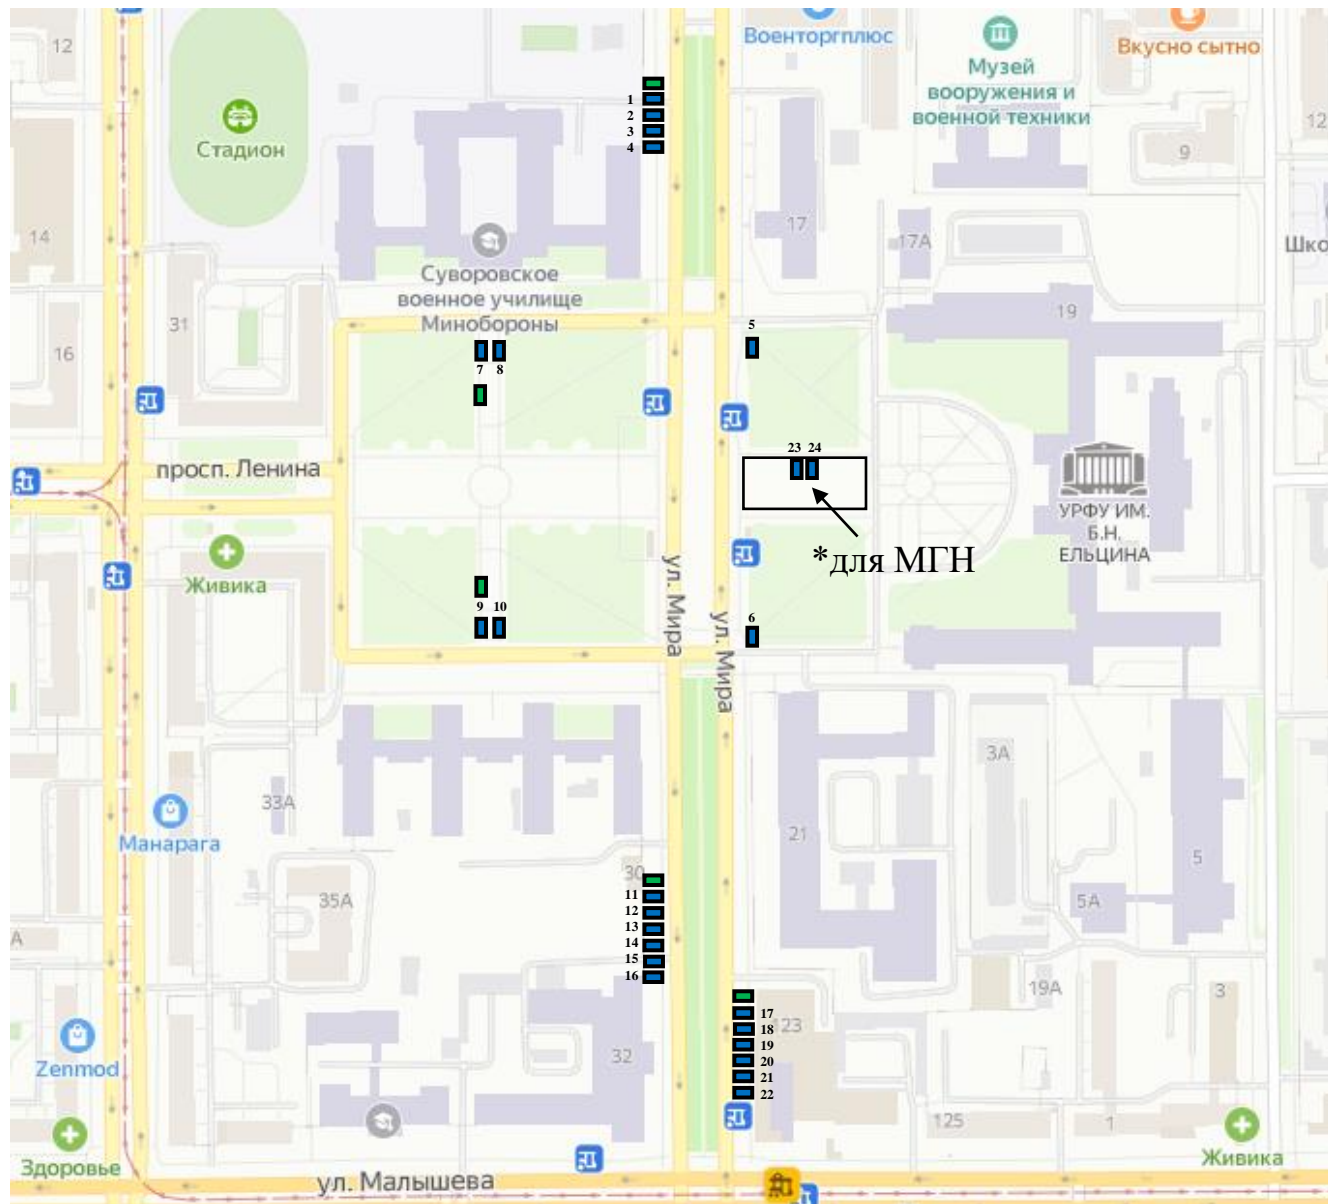 12
Военторгплюс
Вкусно сытно
Музей
вооружения и
военной техники
1
2
3
4
12
Стадион
9
14
17
17А
Шко
Суворовское
военное училище
Минобороны
31
19
16
5
7 8
23 24
просп. Ленина
УРФУ ИМ.
Б.Н.
ЕЛЬЦИНА
*для МГН
Живика
9 10
6
ул. Мира
ул. Мира
3А
33А
Манарага
21
5
30
35А
5А
11
12
13
14
15
16
А
19А
3
17
18
19
20
21
22
123
Zenmod
32
125
1
Здоровье
Живика
ул. Малышева